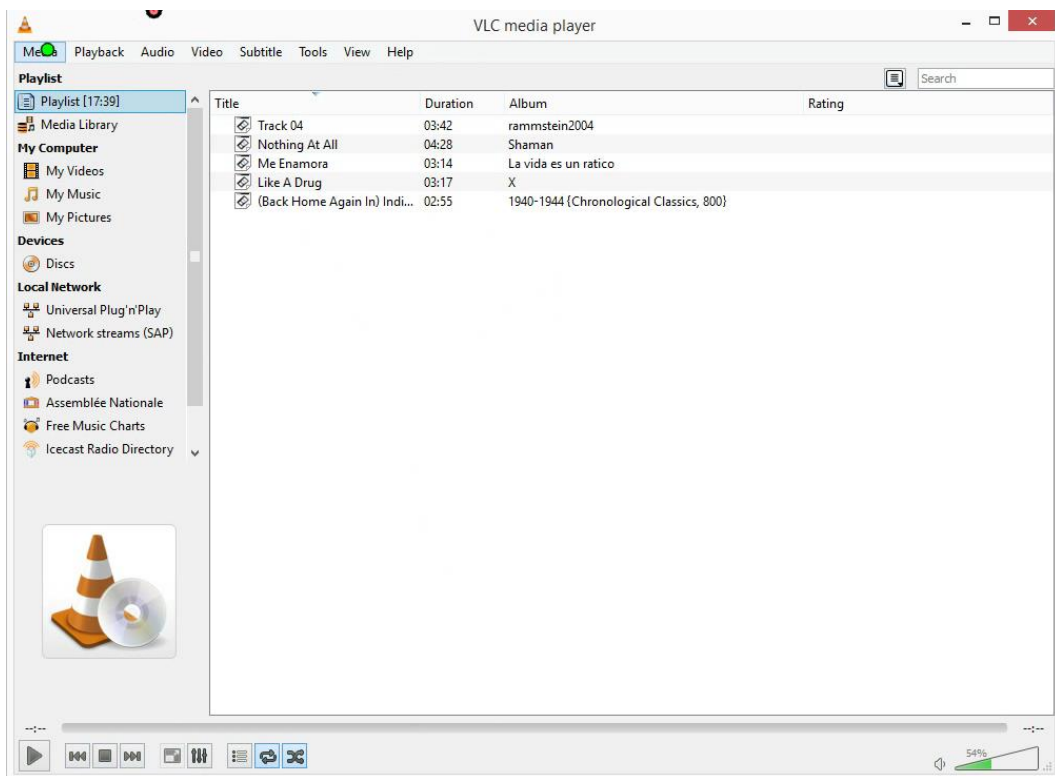 VLC media player
Media Playback Audio Video Subtitle Tools View Help
Playlist
Search
Playlist [17:39]
Media Library
My Computer
My Videos
My Music
My Pictures
Devices
Discs
Local Network
Universal Plug'n'Play
Network streams (SAP)
Internet
Podcasts
Assemblée Nationale
Free Music Charts
Icecast Radio Directory
Title Duration Album Rating
Track 04 03:42 rammstein2004
Nothing At All 04:28 Shaman
Me Enamora 03:14 La vida es un ratico
Like A Drug 03:17 X
(Back Home Again In) Indi... 02:55 1940-1944 {Chronological Classics, 800}
--:-- --:--
54%